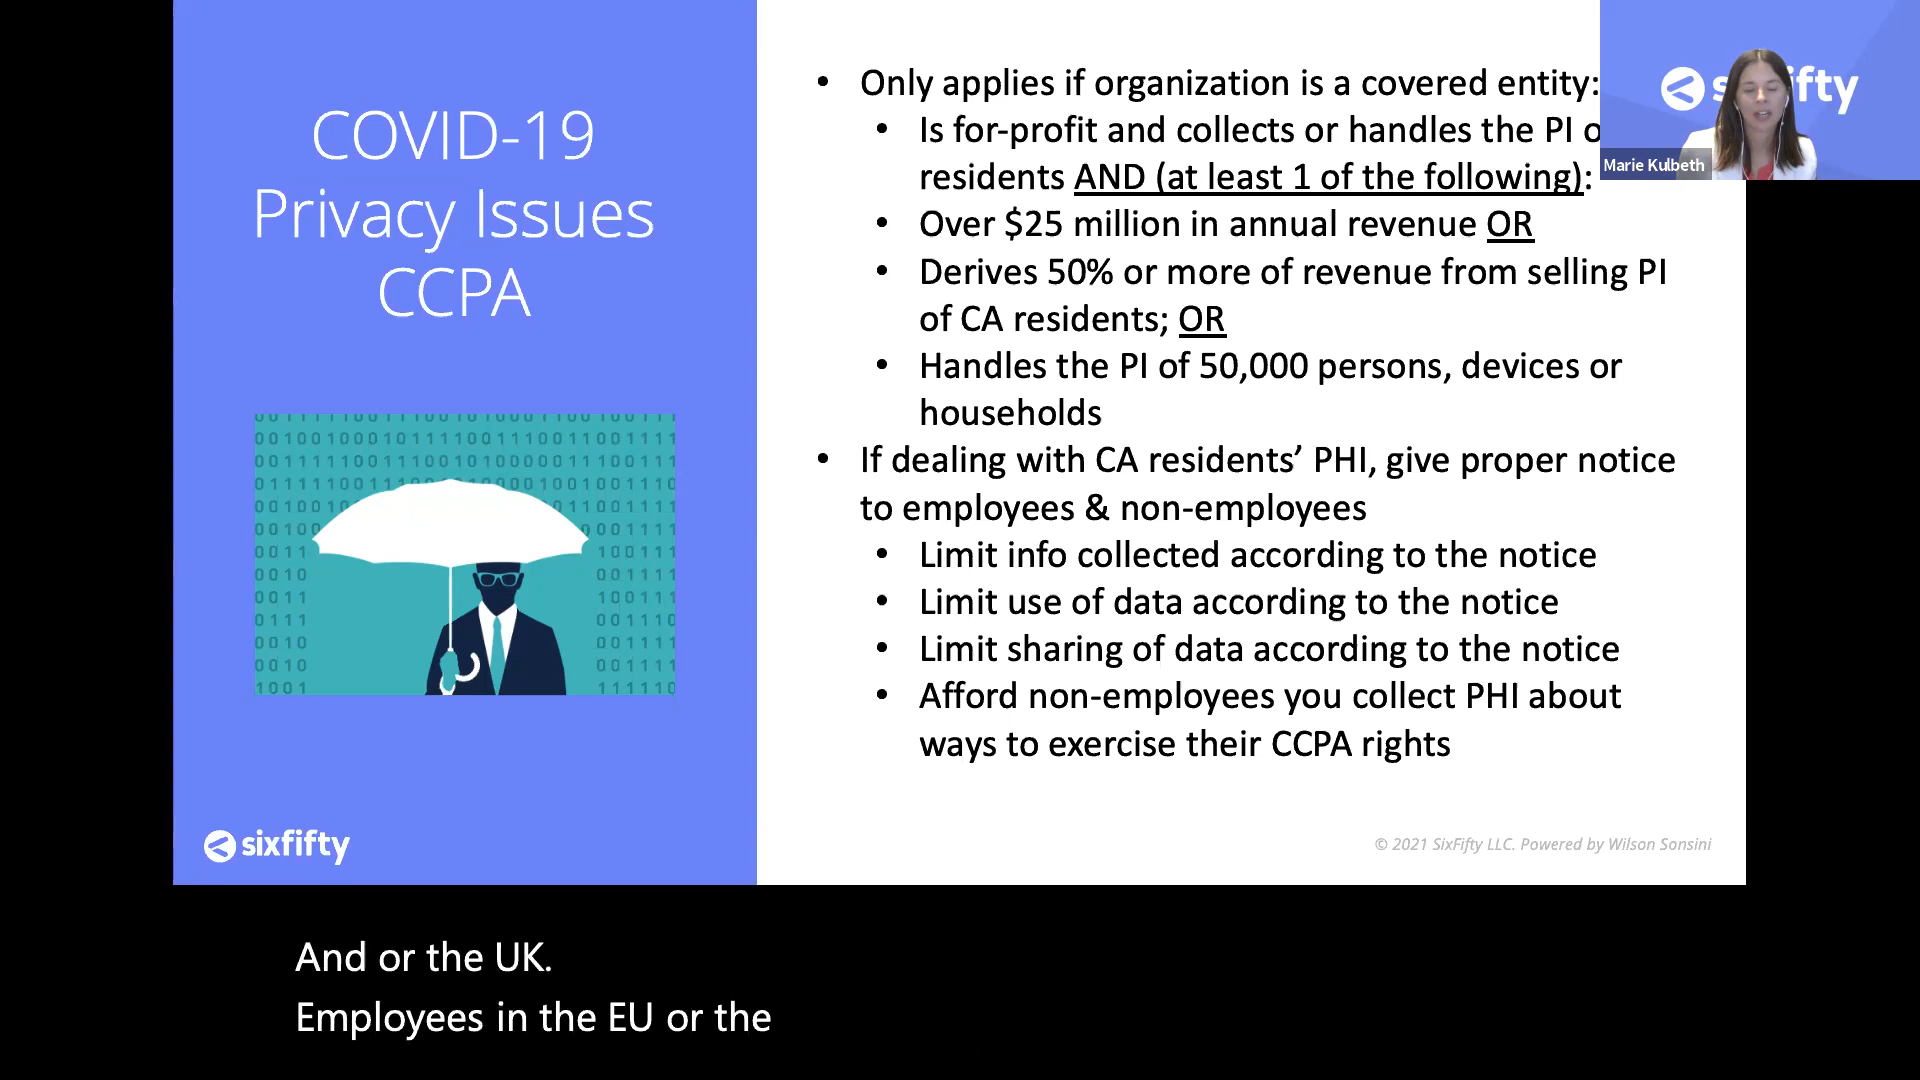 COVID-19
Privacy Issues
CCPA
sixfifty
• Only applies if organization is a covered entity:
• Is for-profit and collects or handles the PI
residents AND (at least 1 of the following):
• Over $25 million in annual revenue OR
• Derives 50% or more of revenue from selling PI
of CA residents; OR
• Handles the PI of 50,000 persons, devices or
households
• If dealing with CA residents’ PHI, give proper notice
to employees & non-employees
• Limit info collected according to the notice
• Limit use of data according to the notice
• Limit sharing of data according to the notice
• Afford non-employees you collect PHI about
ways to exercise their CCPA rights
© 2021 SixFifty LLC. Powered by Wilson Sonsini
Marie Kulbeth
And or the UK.
Employees in the EU or the